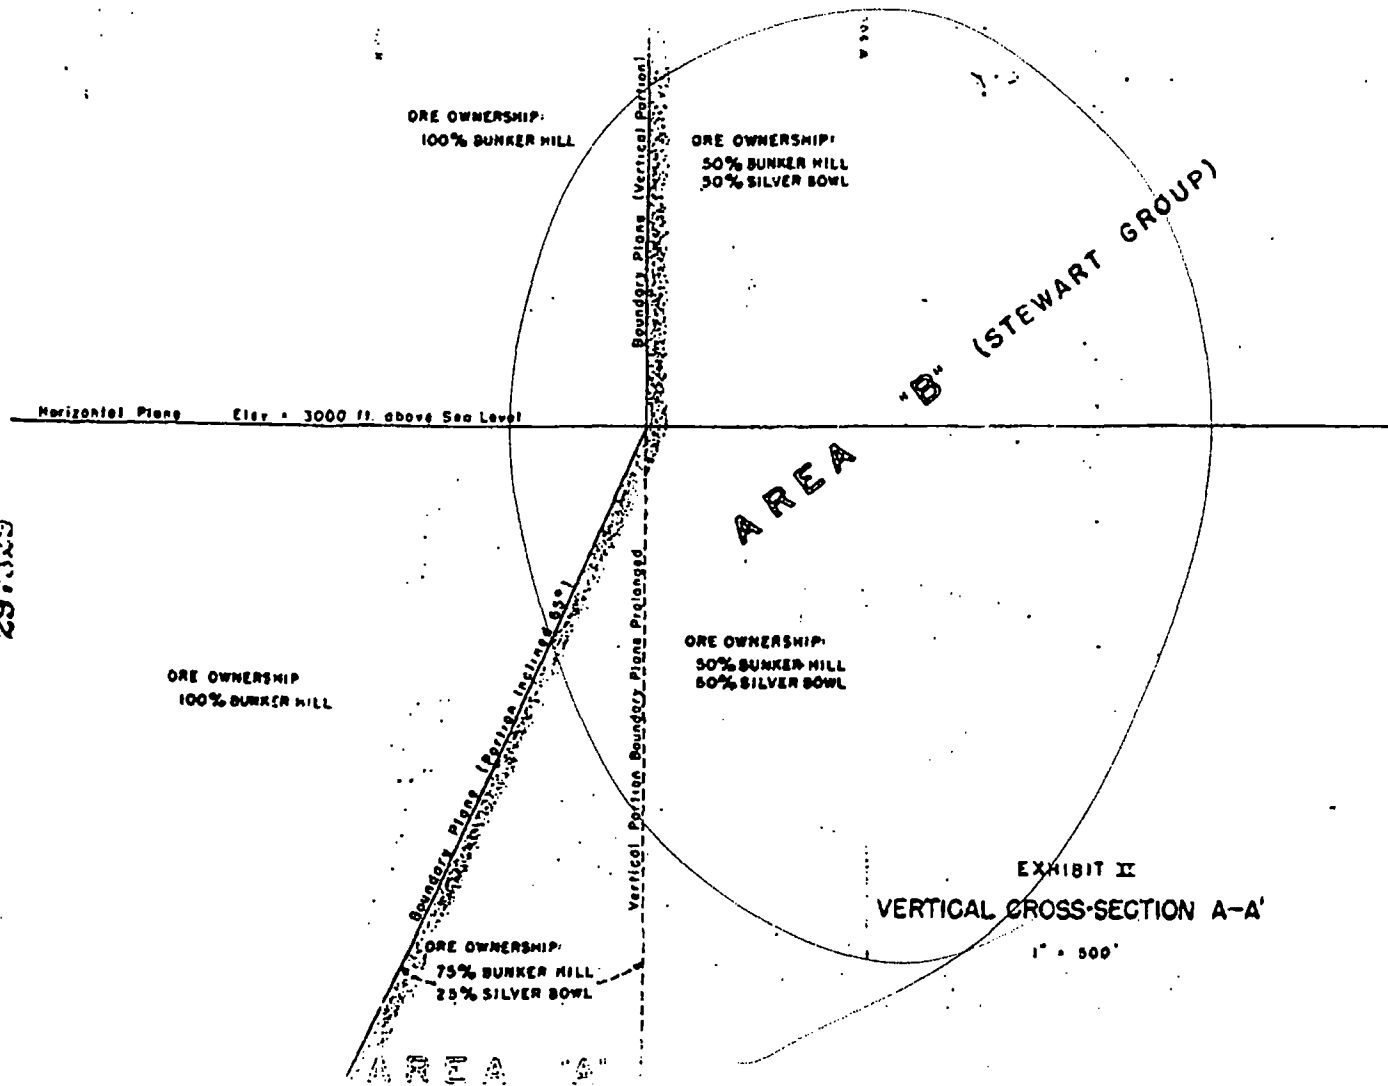 ORE OWNERSHIP:
100% BUNKER HILL
Boundary Plane (Vertical Portion)
ORE OWNERSHIP:
50% BUNKER HILL
50% SILVER BOWL
AREA "B" (STEWART GROUP)
Horizontal Plane Elev = 3000 ft. above Sea Level
ORE OWNERSHIP
100% BUNKER HILL
Boundary Plane (Portion Inclined 65°)
Vertical Portion Boundary Plane Prolonged
ORE OWNERSHIP:
50% BUNKER HILL
50% SILVER BOWL
EXHIBIT II
VERTICAL CROSS-SECTION A-A'
1" = 500'
ORE OWNERSHIP:
75% BUNKER HILL
25% SILVER BOWL
AREA "A"